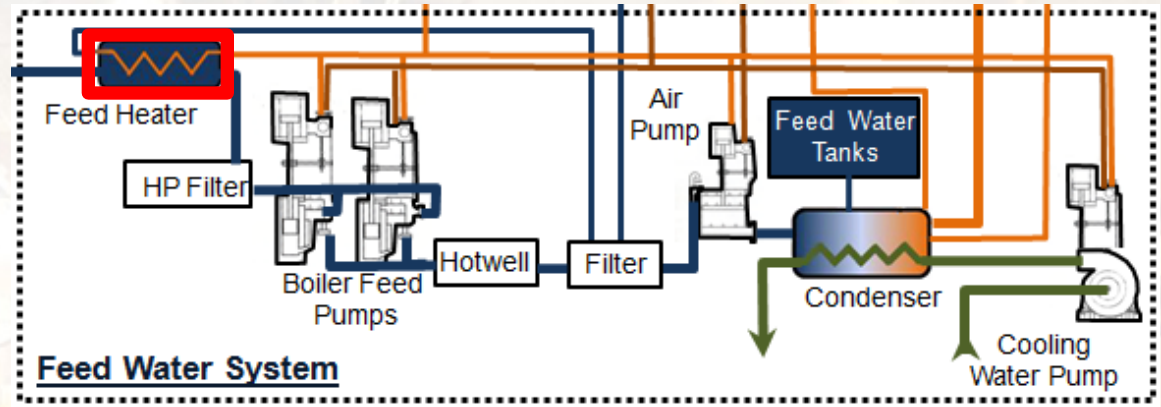 Feed Heater
HP Filter
Boiler Feed
Pumps
Hotwell
Filter
Air
Pump
Feed Water
Tanks
Condenser
Cooling
Water Pump
Feed Water System